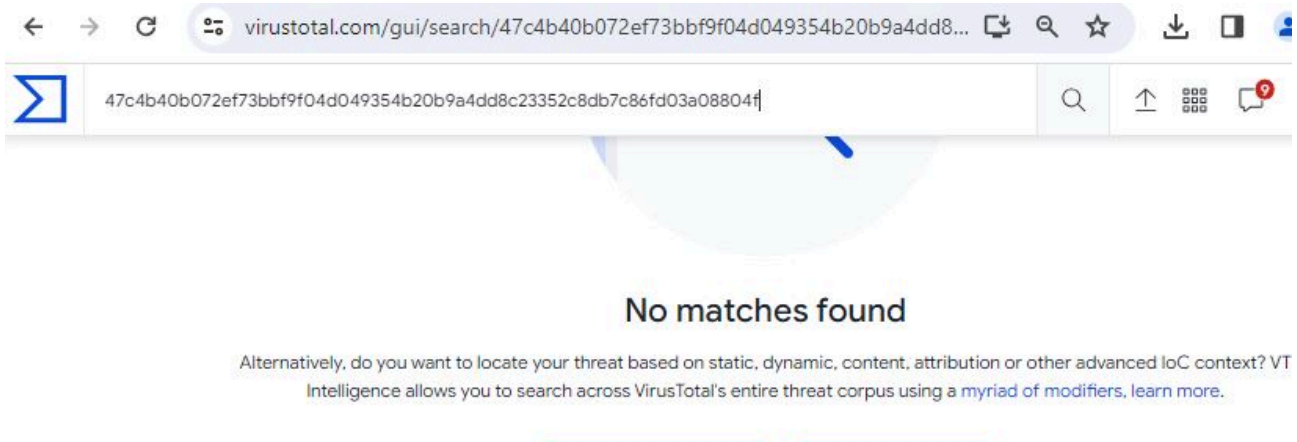 virustotal.com/gui/search/47c4b40b072ef73bbf9f04d049354b20b9a4dd8...
47c4b40b072ef73bbf9f04d049354b20b9a4dd8c23352c8db7c86fd03a08804f
9
No matches found
Alternatively, do you want to locate your threat based on static, dynamic, content, attribution or other advanced IoC context? VT
Intelligence allows you to search across VirusTotal's entire threat corpus using a myriad of modifiers, learn more.